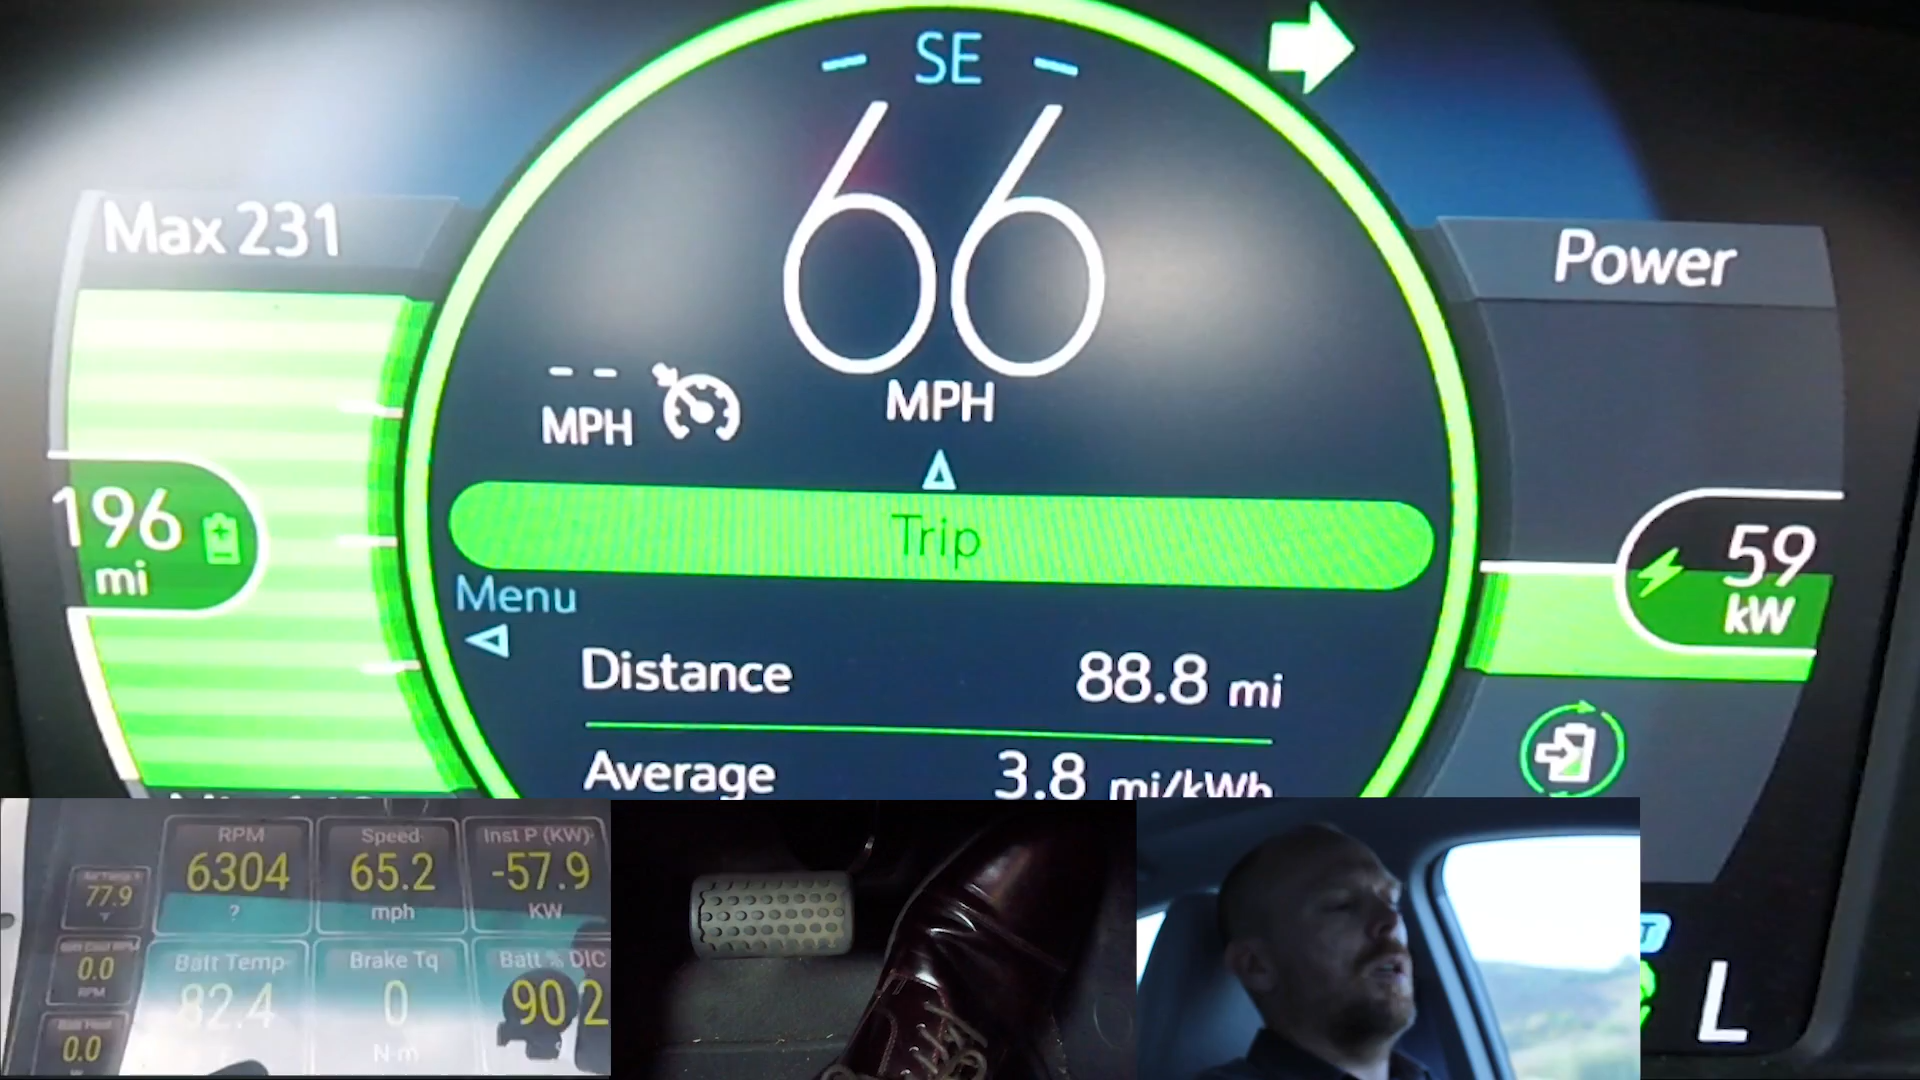 SE
66
MPH
Max 231
Power
-- MPH
196
mi
Trip
59
kW
Menu
Distance 88.8 mi
Average 3.8 mi/kWh
RPM
6304
?
Speed
65.2
mph
Inst P (KW)
-57.9
KW
77.9
°F
0.0
RPM
0.0
Batt Temp
82.4
Brake Tq
0
N·m
Batt % DIC
90.2
L